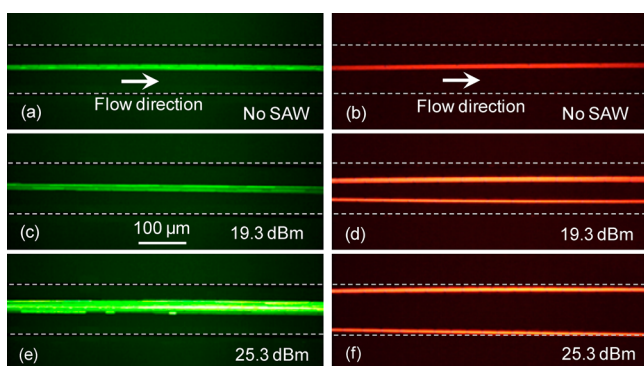 Flow direction
(a) No SAW
Flow direction
(b) No SAW
(c) 100 µm 19.3 dBm
(d) 19.3 dBm
(e) 25.3 dBm
(f) 25.3 dBm